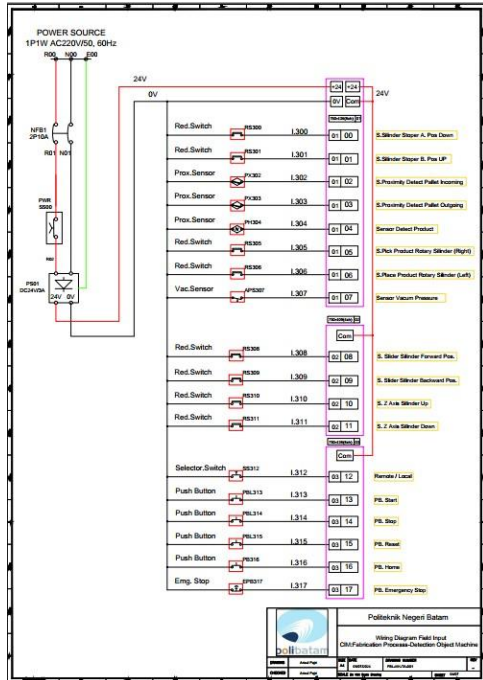 POWER SOURCE
1P1W AC220V/50, 60Hz
R00 N00 E00
24V
0V
+24 +24
24V
0V Com
NFB1
2P10A
R01 N01
PWR
SS00
PS01
DC24V/3A
24V 0V
Red.Switch RS300 I.300 01 00 S.Silinder Stoper A. Pos Down
Red.Switch RS301 I.301 01 01 S.Silinder Stoper B. Pos UP
Prox.Sensor PX302 I.302 01 02 S.Proximity Detect Pallet Incoming
Prox.Sensor PX303 I.303 01 03 S.Proximity Detect Pallet Outgoing
Prox.Sensor PH304 I.304 01 04 Sensor Detect Product
Red.Switch RS305 I.305 01 05 S.Pick Product Rotary Silinder (Right)
Red.Switch RS306 I.306 01 06 S.Place Product Rotary Silinder (Left)
Vac.Sensor APS307 I.307 01 07 Sensor Vacum Pressure
Com
Red.Switch RS308 I.308 02 08 S. Slider Silinder Forward Pos.
Red.Switch RS309 I.309 02 09 S. Slider Silinder Backward Pos.
Red.Switch RS310 I.310 02 10 S. Z Axis Silinder Up
Red.Switch RS311 I.311 02 11 S. Z Axis Silinder Down
Com
Selector.Switch SS312 I.312 03 12 Remote / Local
Push Button PBL313 I.313 03 13 PB. Start
Push Button PBL314 I.314 03 14 PB. Stop
Push Button PBL315 I.315 03 15 PB. Reset
Push Button PB316 I.316 03 16 PB. Home
Emg. Stop EPB317 I.317 03 17 PB. Emergency Stop
polibatam
Politeknik Negeri Batam
Wiring Diagram Field Input
CIM:Fabrication Processs-Detection Object Machine